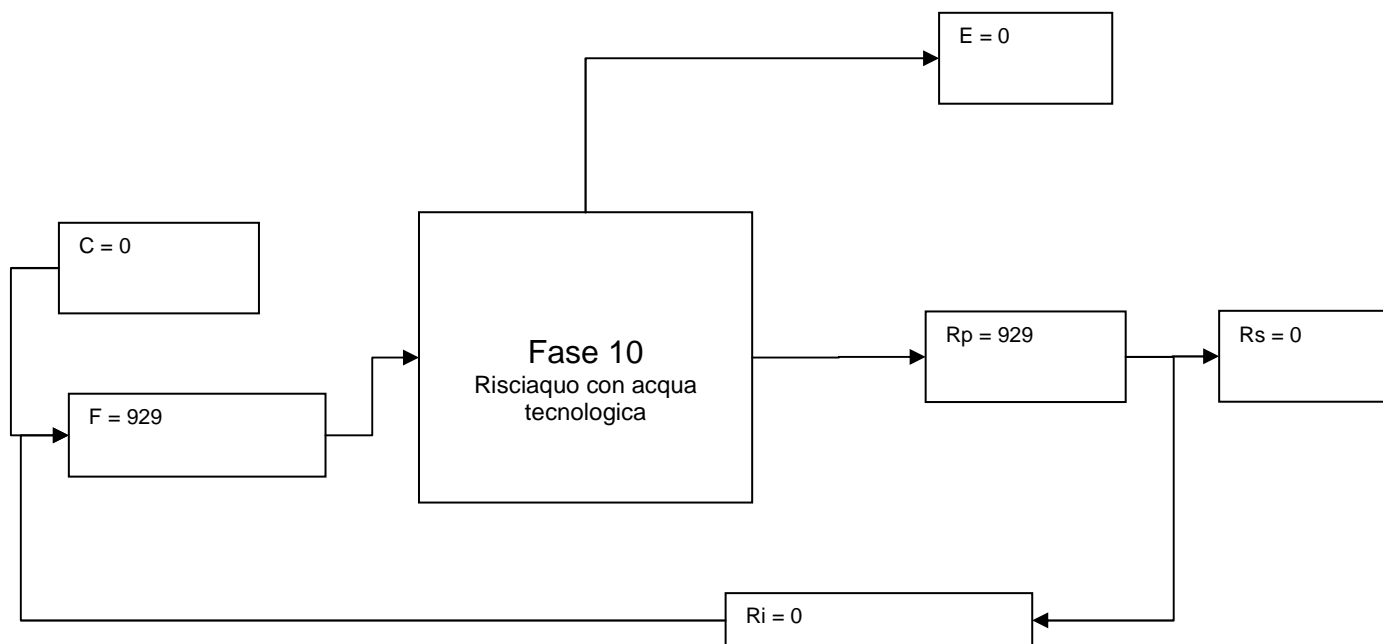 E = 0
C = 0
Fase 10
Risciaquo con acqua
tecnologica
Rp = 929
Rs = 0
F = 929
Ri = 0